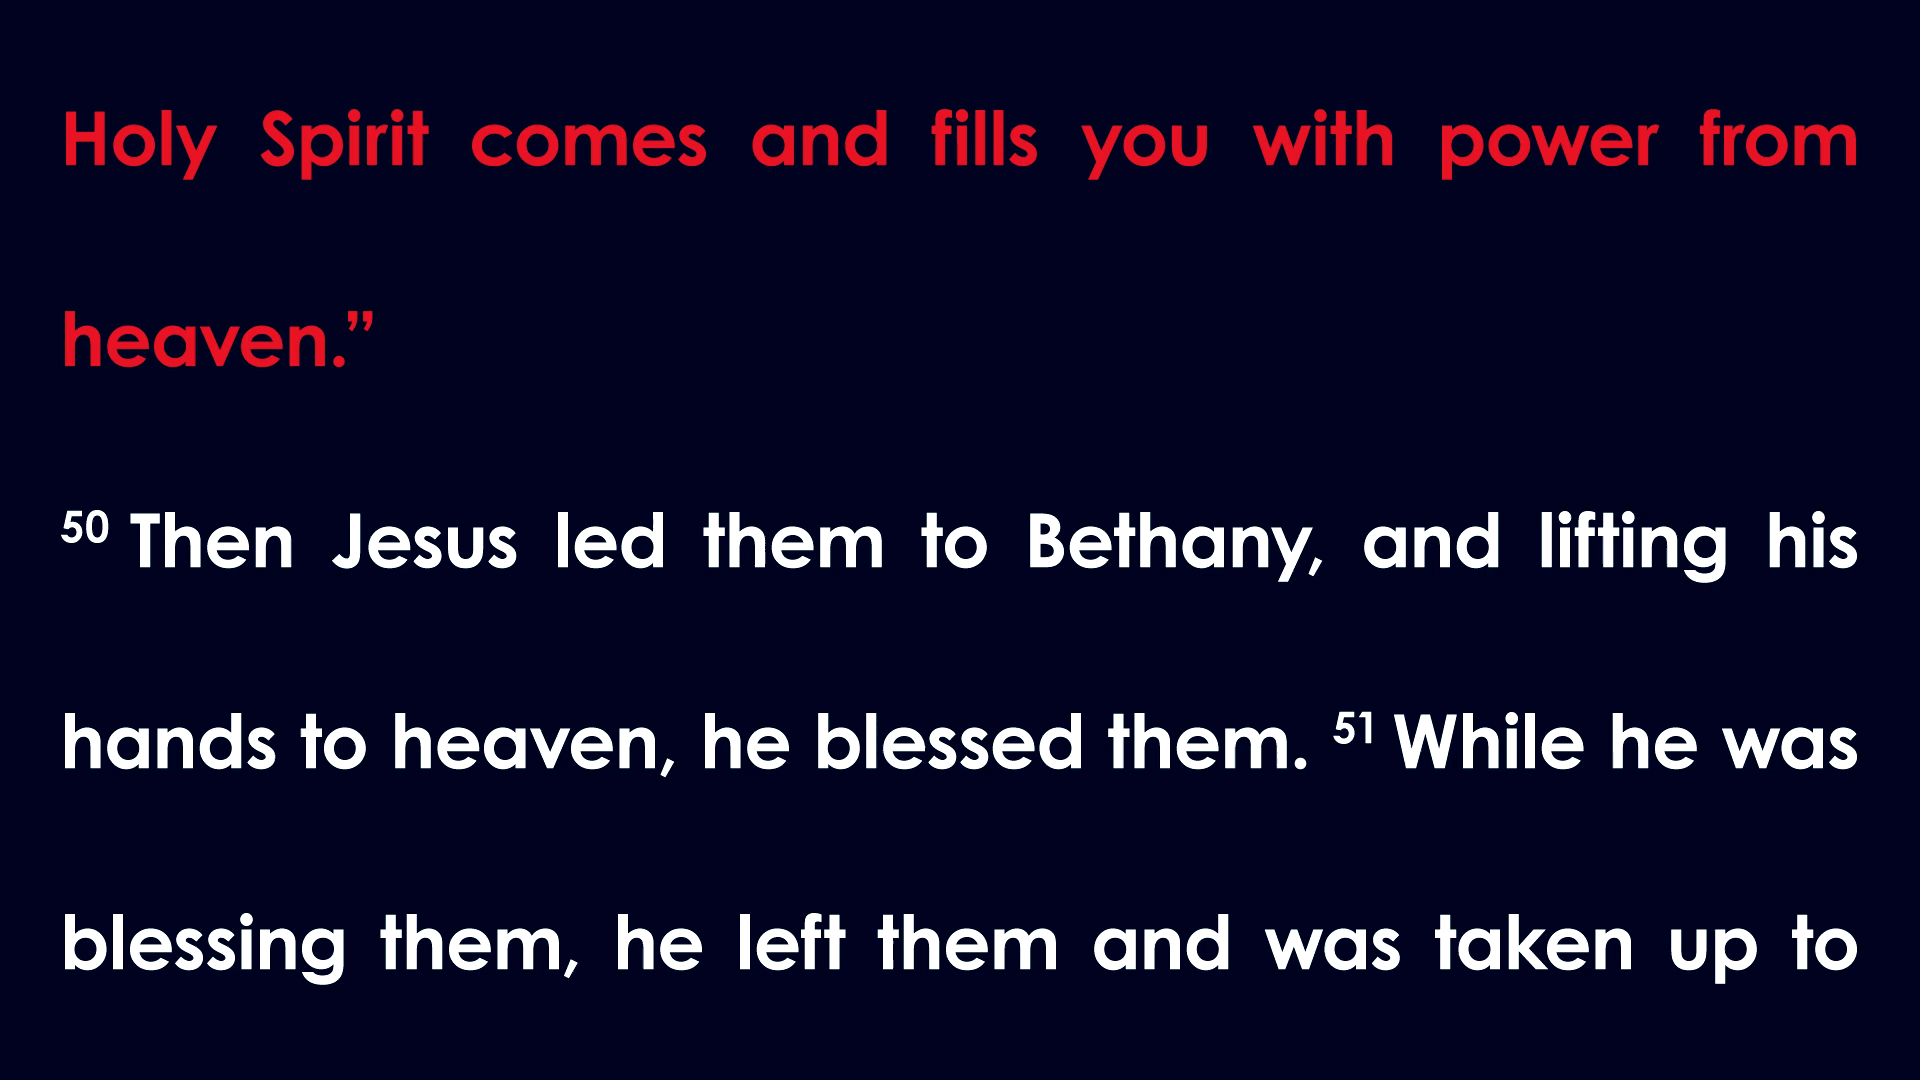 Holy Spirit comes and fills you with power from
heaven.”
50 Then Jesus led them to Bethany, and lifting his
hands to heaven, he blessed them. 51 While he was
blessing them, he left them and was taken up to